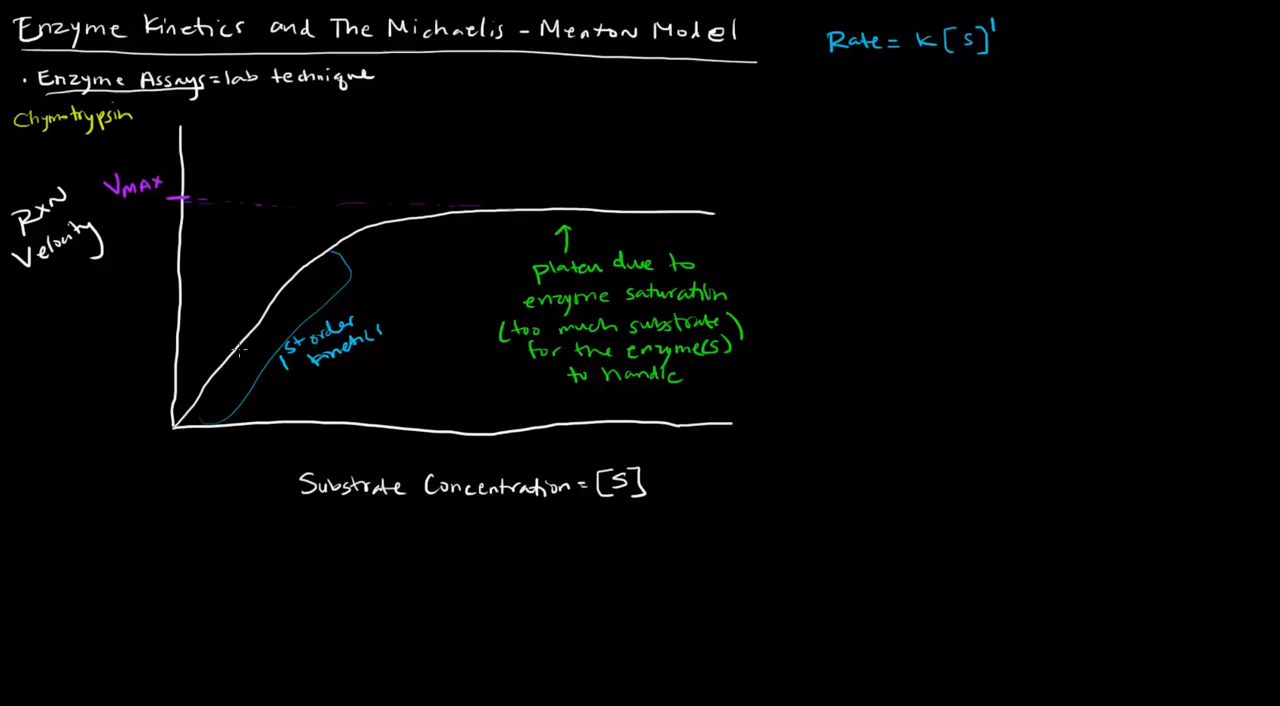 Enzyme Kinetics and The Michaelis - Menton Model
Rate = K[S]¹
· Enzyme Assays = lab technique
Chymotrypsin
VMAX
RXN
Velocity
platau due to
enzyme saturation
(too much substrate
for the enzyme(s)
to handle
1st order
kinetics
Substrate Concentration = [S]